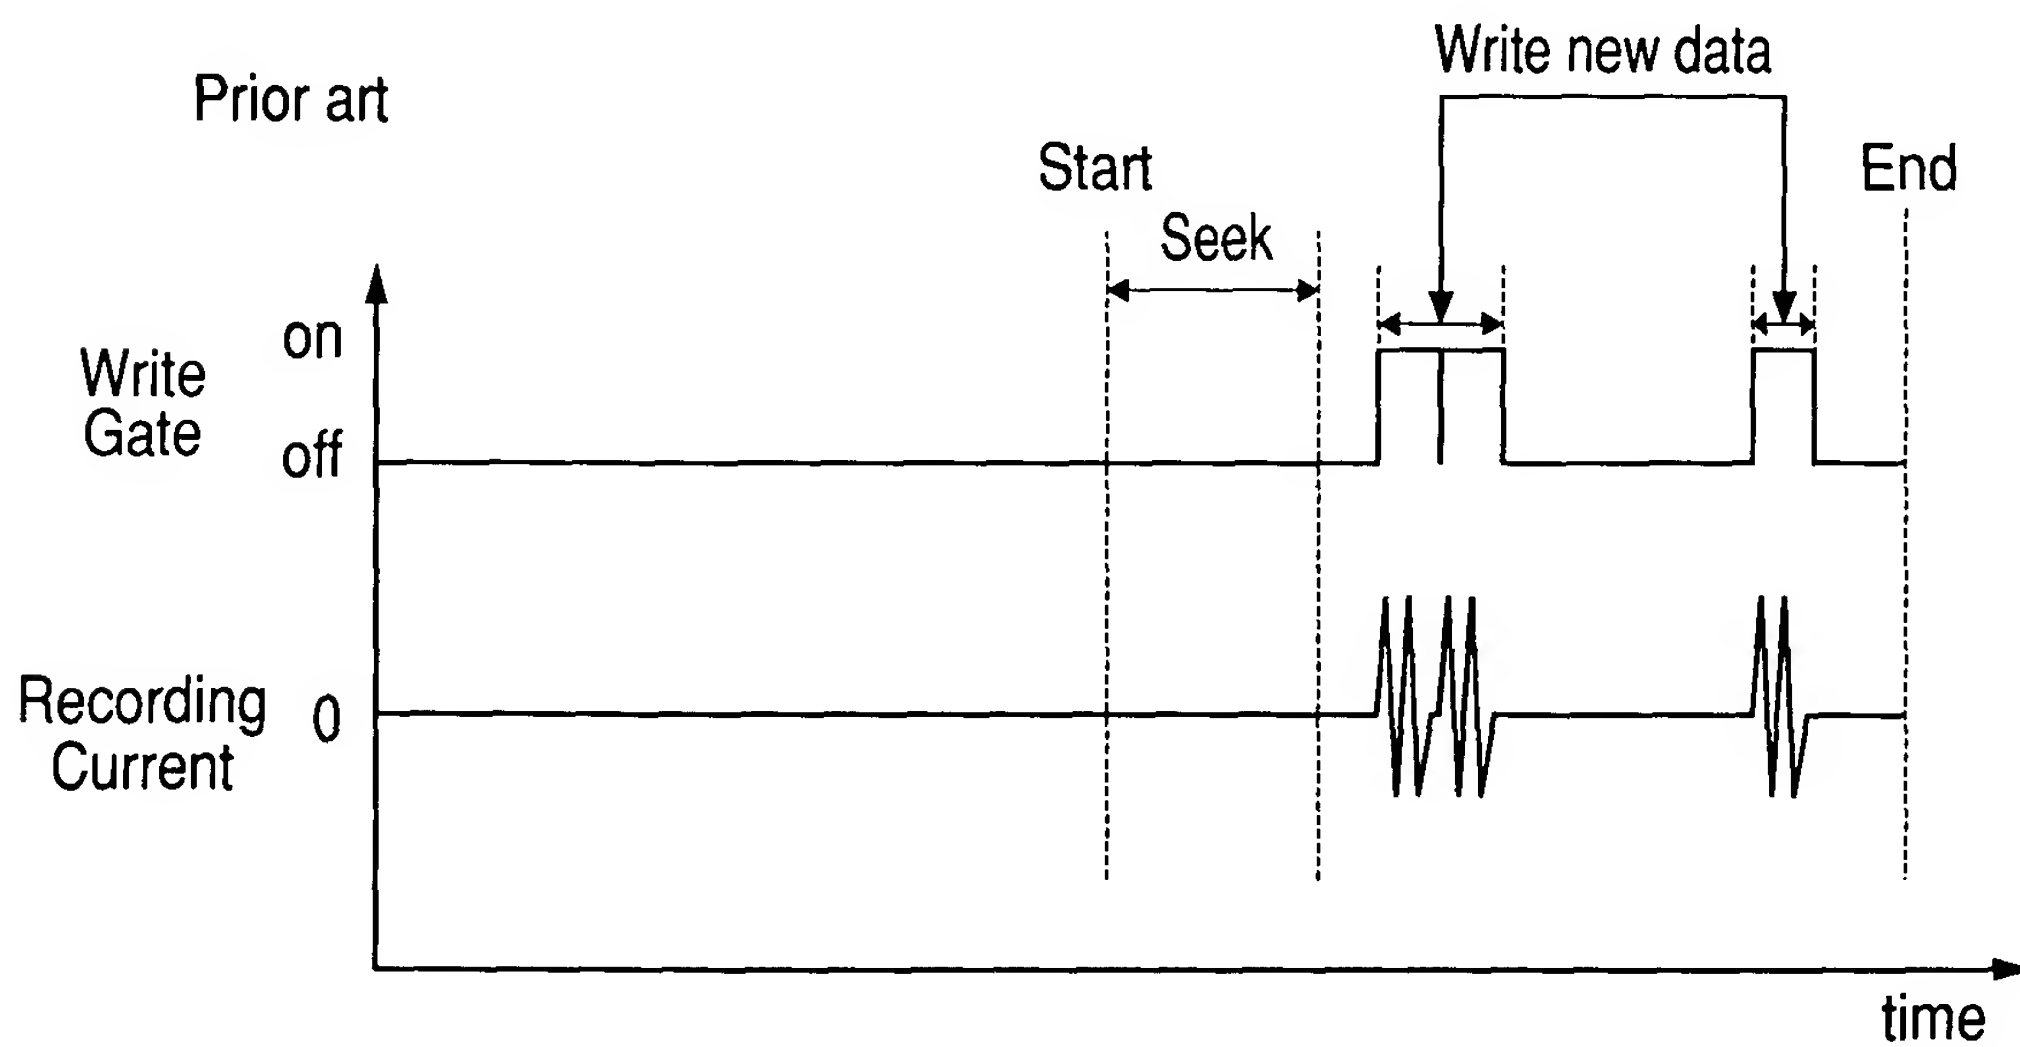 Write new data
Prior art
Start
End
Seek
on
Write
Gate
off
Recording
0
Current
time